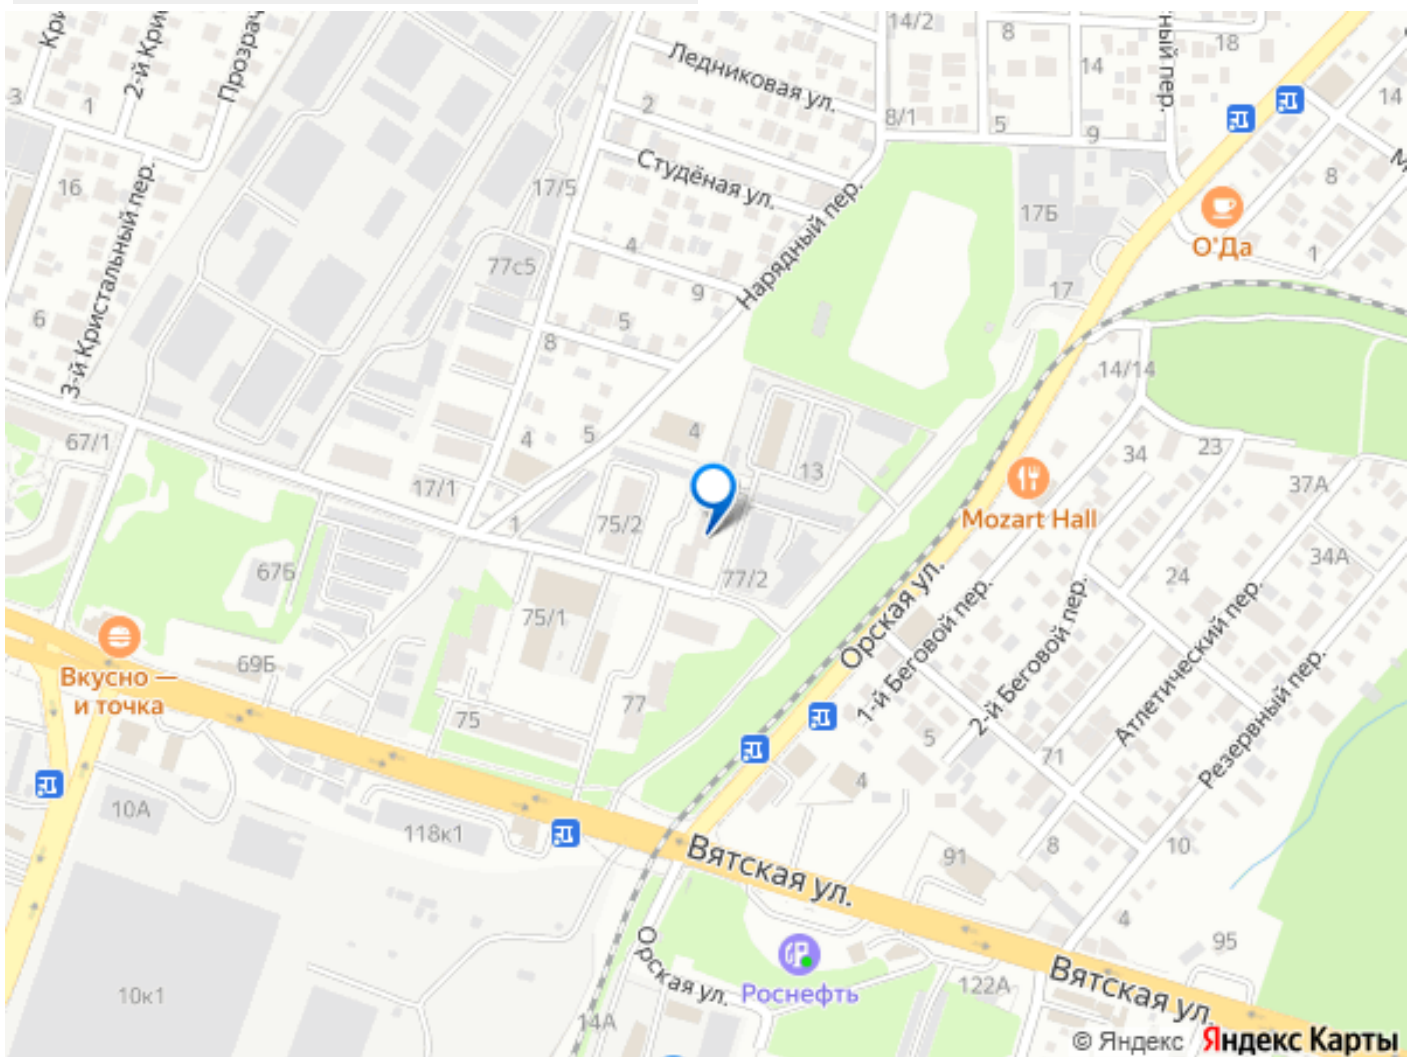 14/2
8
18
Ледниковая ул.
14
14
3
1
2-й Крис
Прозрач
2
8/1
5
9
ный пер.
16
17/5
Студёная ул.
8
17Б
О'Да
3-й Кристальный пер.
77с5
4
Нарядный пер.
1
9
17
6
5
8
14/14
67/1
4
5
4
13
34
23
17/1
Mozart Hall
37А
1
75/2
34А
67Б
77/2
24
75/1
Орская ул.
1-й Беговой пер.
2-й Беговой пер.
Атлетический пер.
Резервный пер.
69Б
Вкусно —
и точка
75
77
5
71
4
10А
118к1
Вятская ул.
91
8
10
4
95
Орская ул.
Роснефть
122А
Вятская ул.
10к1
14А
© Яндекс Яндекс Карты